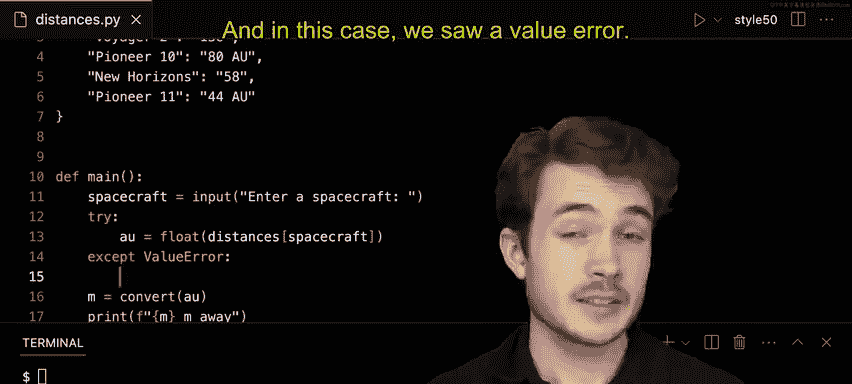 distances.py
style50
And in this case, we saw a value error.
4 "Pioneer 10": "80 AU",
5 "New Horizons": "58",
6 "Pioneer 11": "44 AU"
7 }
8
9
10 def main():
11 spacecraft = input("Enter a spacecraft: ")
12 try:
13 au = float(distances[spacecraft])
14 except ValueError:
15
16 m = convert(au)
17 print(f"{m} m away")
TERMINAL
$